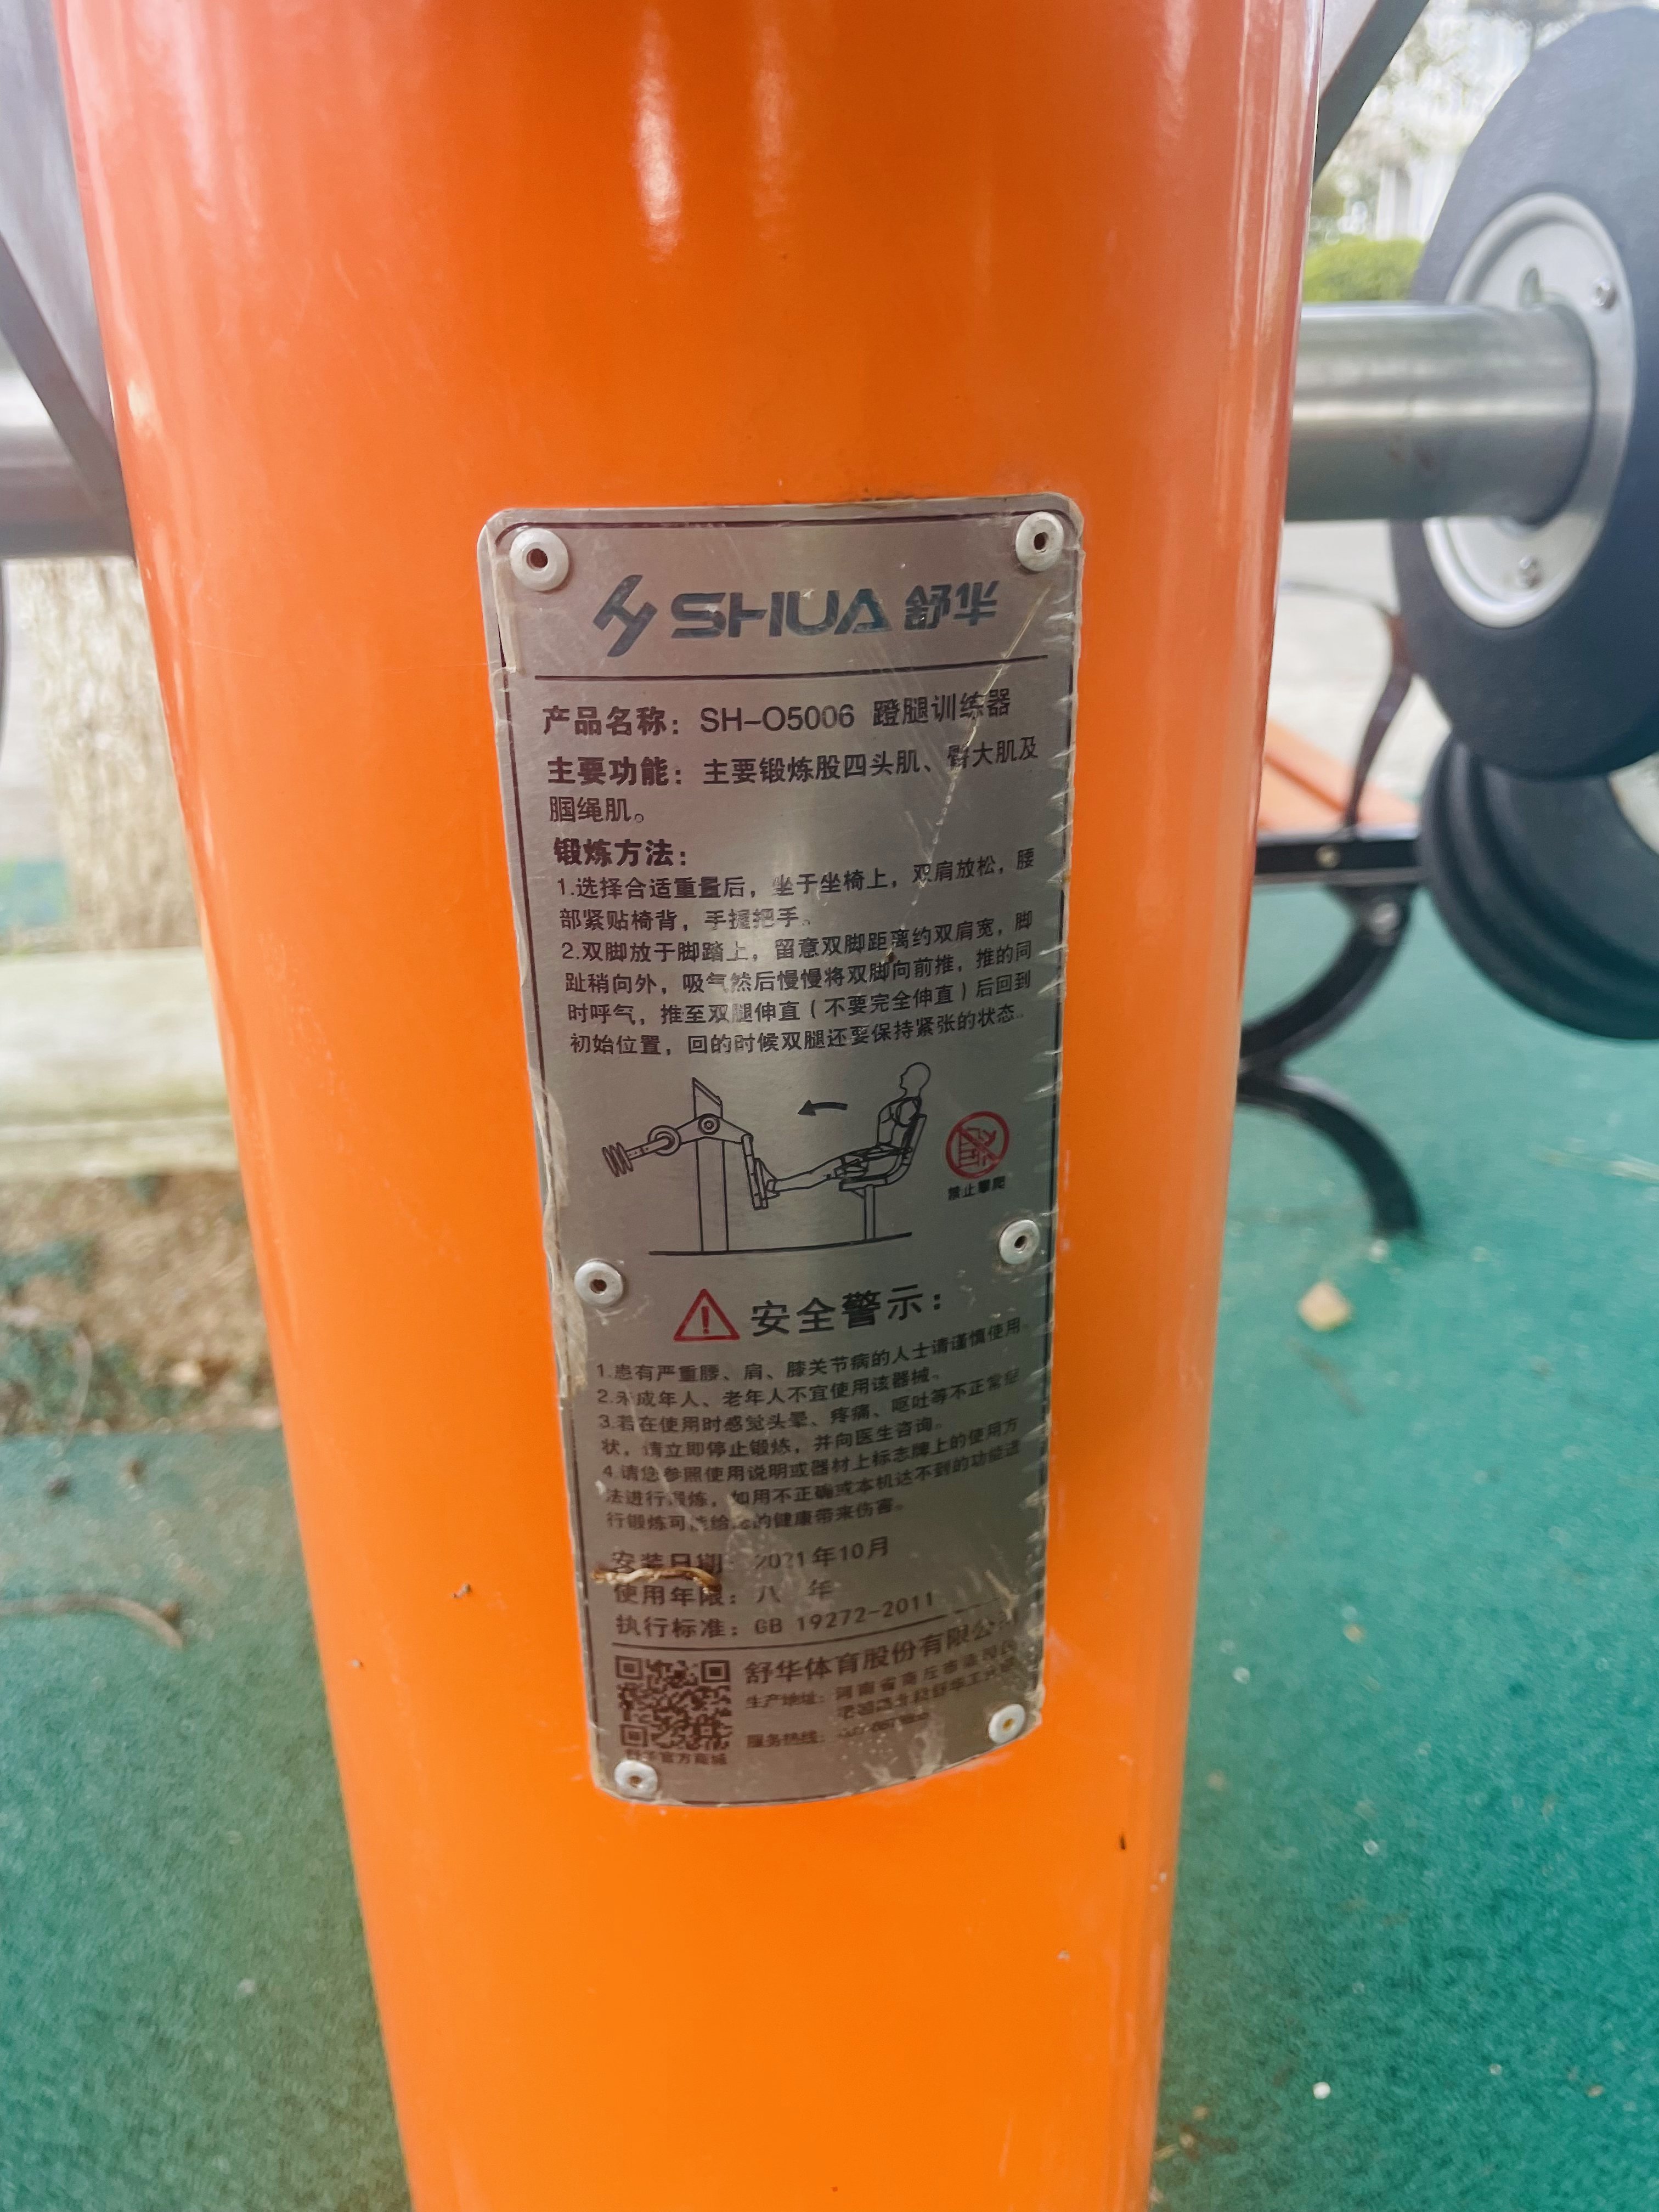 SHUA 舒华
产品名称：SH-O5006 蹬腿训练器
主要功能：主要锻炼股四头肌、臀大肌及
腘绳肌。
锻炼方法：
1.选择合适重量后，坐于坐椅上，双肩放松，腰
部紧贴椅背，手握把手。
2.双脚放于脚踏上，留意双脚距离约双肩宽，脚
趾稍向外，吸气然后慢慢将双脚向前推，推的同
时呼气，推至双腿伸直（不要完全伸直）后回到
初始位置，回的时候双腿还要保持紧张的状态。
禁止攀爬
安全警示：
1.患有严重腰、肩、膝关节病的人士请谨慎使用。
2.未成年人、老年人不宜使用该器械。
3.若在使用时感觉头晕、疼痛、呕吐等不正常症
状，请立即停止锻炼，并向医生咨询。
4.请您参照使用说明或器材上标志牌上的使用方
法进行锻炼，如用不正确或本机达不到的功能进
行锻炼可能给您的健康带来伤害。
安装日期：2021年10月
使用年限：八 年
执行标准：GB 19272-2011
舒华体育股份有限公司
生产地址：河南省商丘市
服务热线：
舒华官方商城